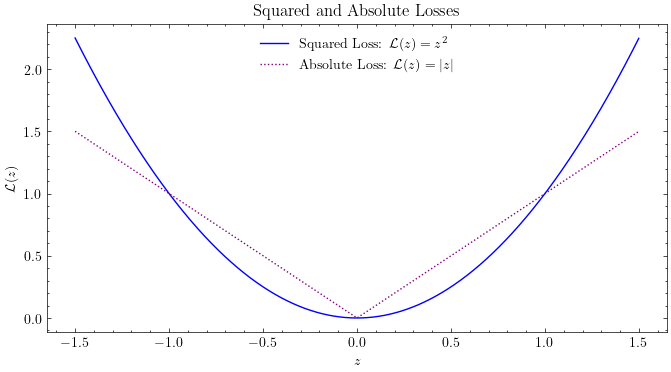 Squared and Absolute Losses
Squared Loss: ℒ(z) = z²
Absolute Loss: ℒ(z) = |z|
ℒ(z)
2.0
1.5
1.0
0.5
0.0
−1.5 −1.0 −0.5 0.0 0.5 1.0 1.5
z